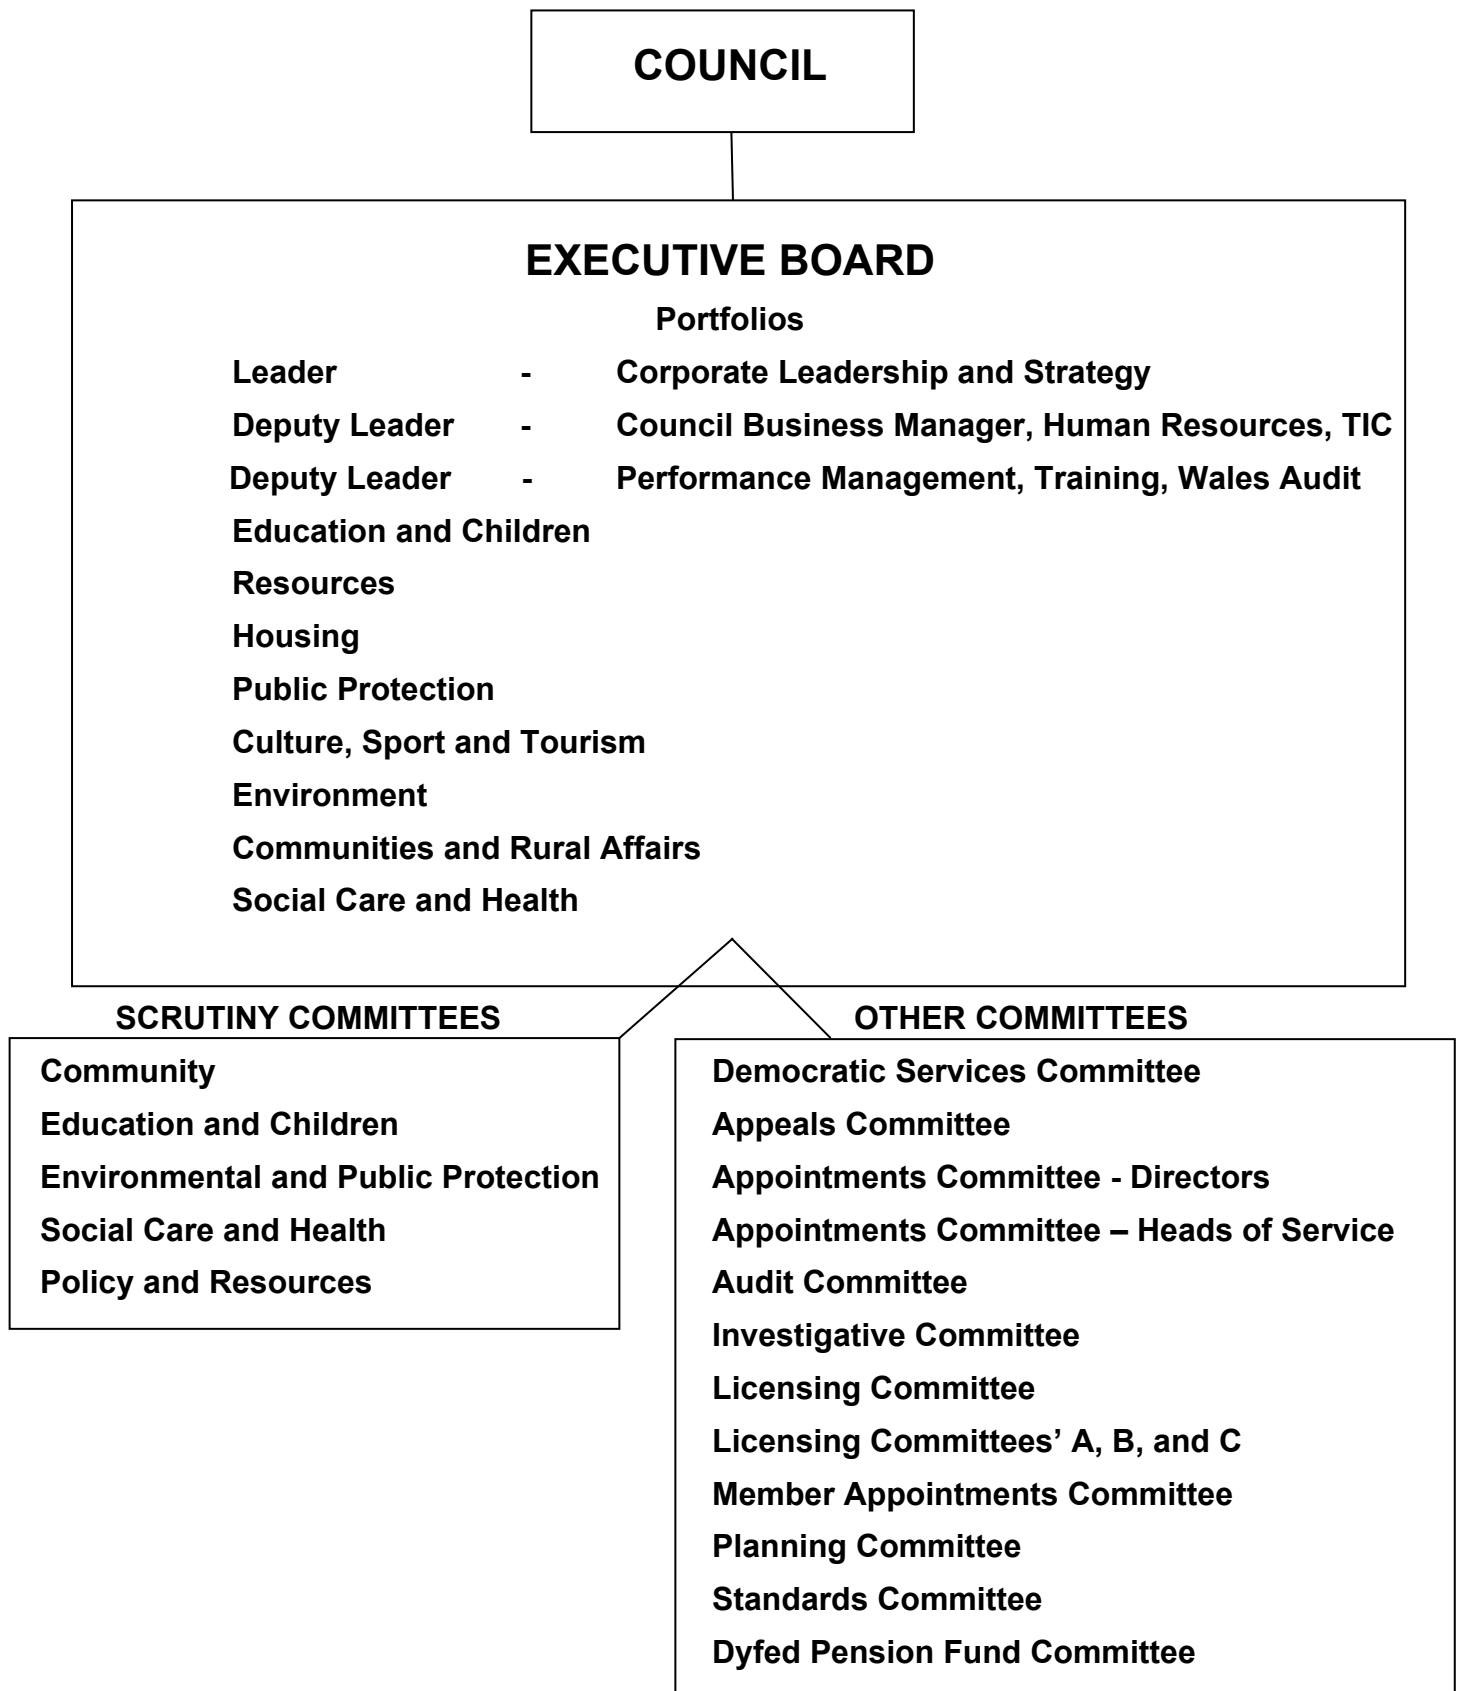 COUNCIL
EXECUTIVE BOARD
Portfolios
Leader - Corporate Leadership and Strategy
Deputy Leader - Council Business Manager, Human Resources, TIC
Deputy Leader - Performance Management, Training, Wales Audit
Education and Children
Resources
Housing
Public Protection
Culture, Sport and Tourism
Environment
Communities and Rural Affairs
Social Care and Health
SCRUTINY COMMITTEES
Community
Education and Children
Environmental and Public Protection
Social Care and Health
Policy and Resources
OTHER COMMITTEES
Democratic Services Committee
Appeals Committee
Appointments Committee - Directors
Appointments Committee – Heads of Service
Audit Committee
Investigative Committee
Licensing Committee
Licensing Committees’ A, B, and C
Member Appointments Committee
Planning Committee
Standards Committee
Dyfed Pension Fund Committee